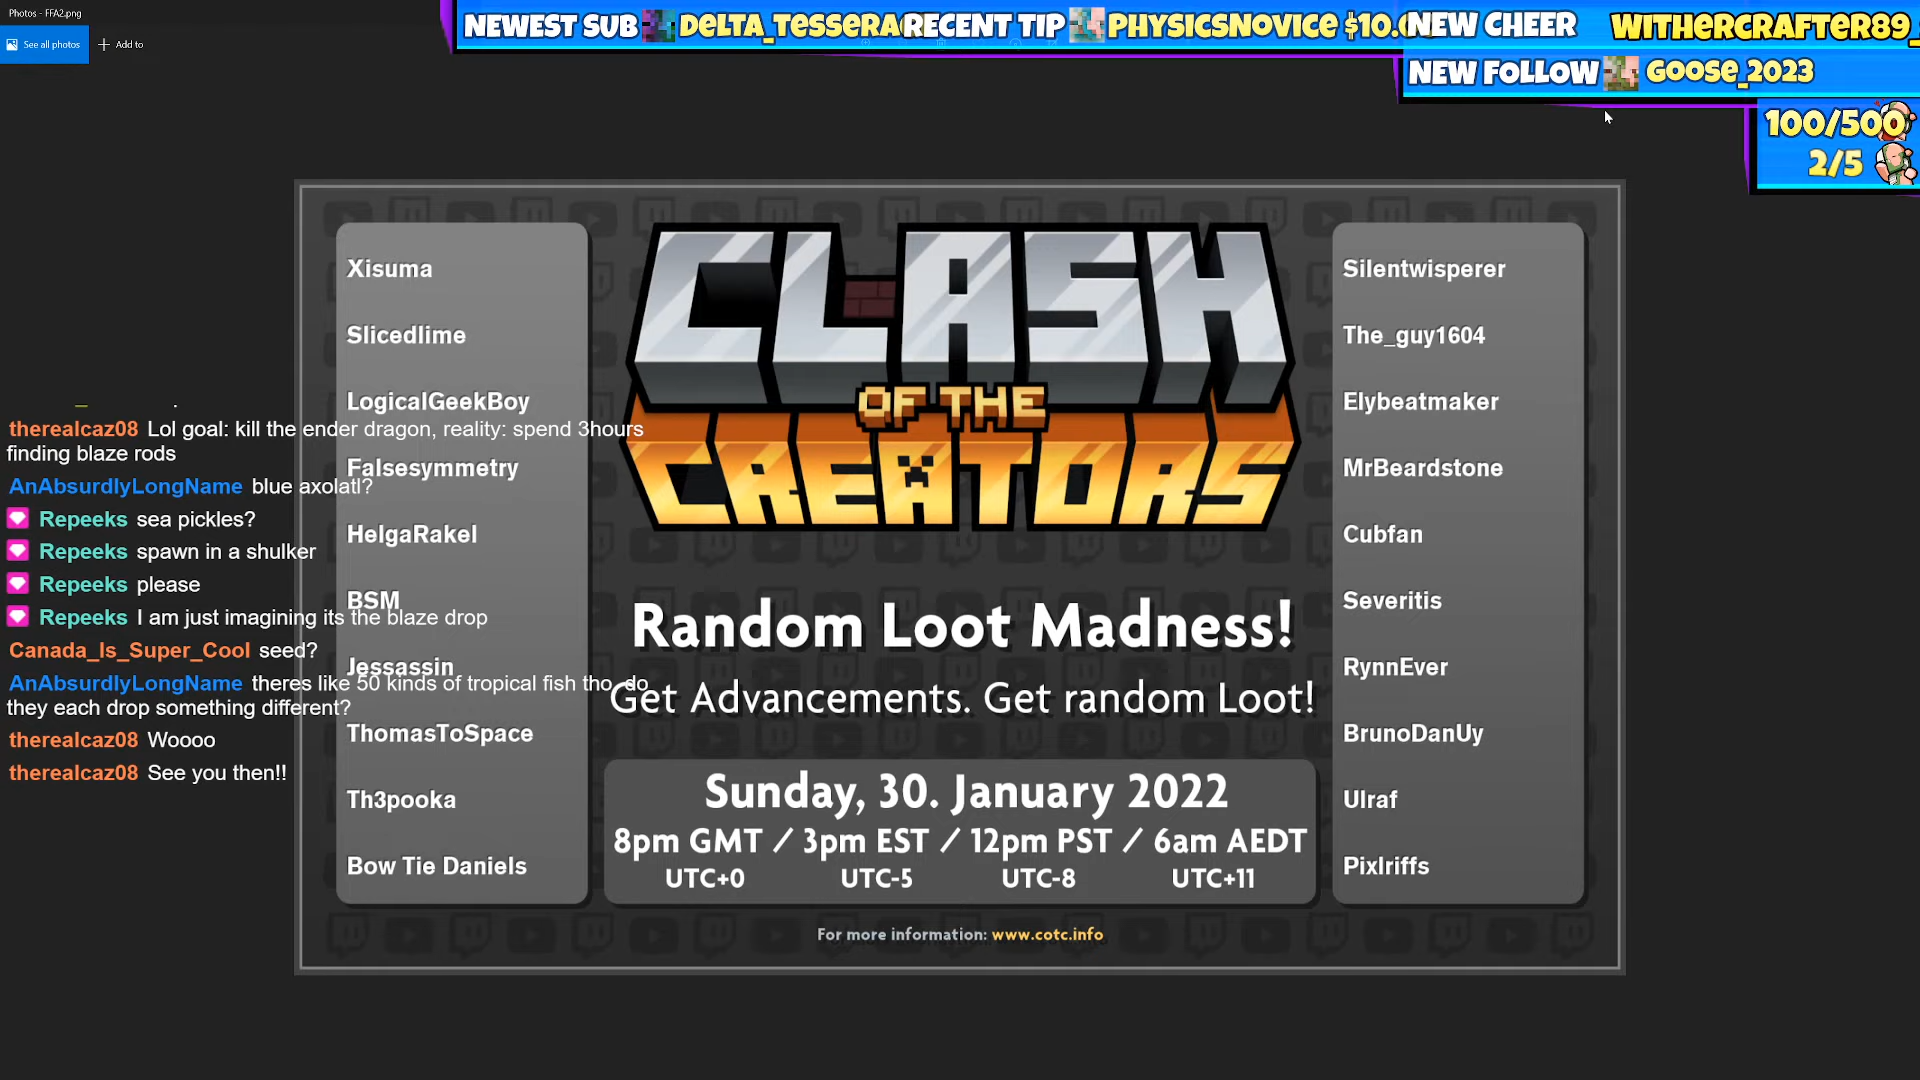 Photos - FFA2.png
See all photos
Add to
NEWEST SUB DELTA_TESSERA
RECENT TIP PHYSICSNOVICE $10.0
NEW CHEER WITHERCRAFTER89_
NEW FOLLOW GOOSE_2023
100/500
2/5
CLASH
OF THE
CREATORS
Random Loot Madness!
Get Advancements. Get random Loot!
Sunday, 30. January 2022
8pm GMT / 3pm EST / 12pm PST / 6am AEDT
UTC+0 UTC-5 UTC-8 UTC+11
For more information: www.cotc.info
Xisuma
Slicedlime
LogicalGeekBoy
Falsesymmetry
HelgaRakel
BSM
Jessassin
ThomasToSpace
Th3pooka
Bow Tie Daniels
Silentwisperer
The_guy1604
Elybeatmaker
MrBeardstone
Cubfan
Severitis
RynnEver
BrunoDanUy
Ulraf
Pixlriffs
therealcaz08 Lol goal: kill the ender dragon, reality: spend 3hours
finding blaze rods
AnAbsurdlyLongName blue axolatl?
Repeeks sea pickles?
Repeeks spawn in a shulker
Repeeks please
Repeeks I am just imagining its the blaze drop
Canada_Is_Super_Cool seed?
AnAbsurdlyLongName theres like 50 kinds of tropical fish tho, do
they each drop something different?
therealcaz08 Woooo
therealcaz08 See you then!!